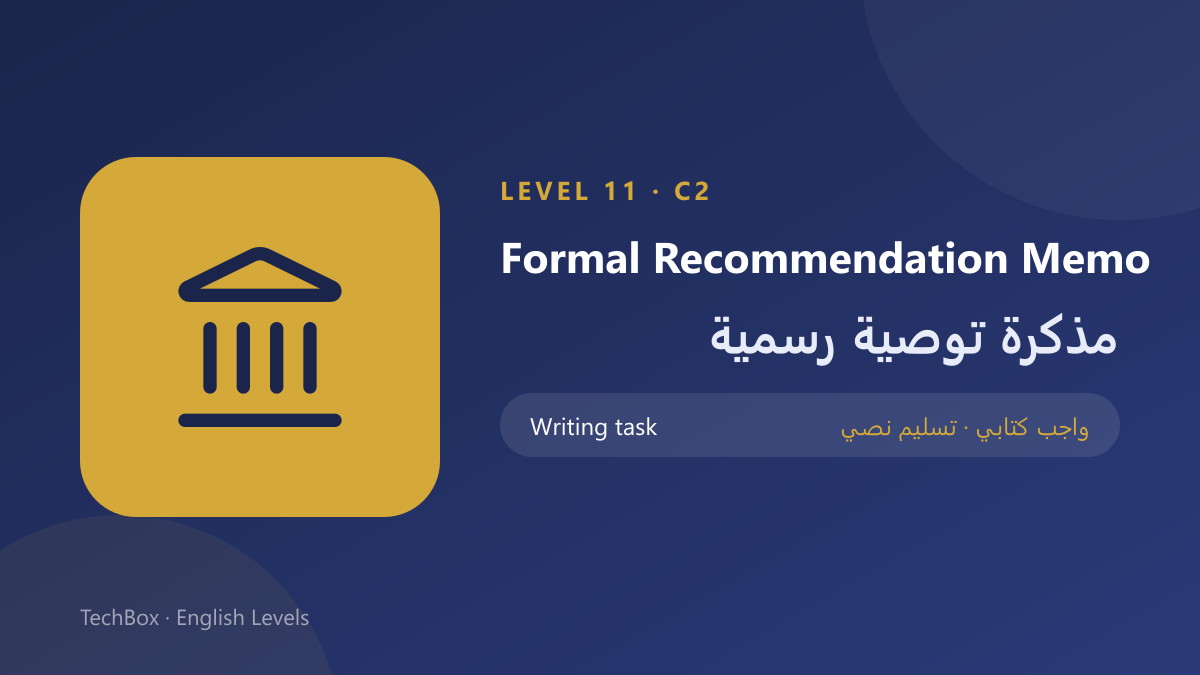 LEVEL 11 · C2
Formal Recommendation Memo
مذكرة توصية رسمية
Writing task
واجب كتابي · تسليم نصي
TechBox · English Levels